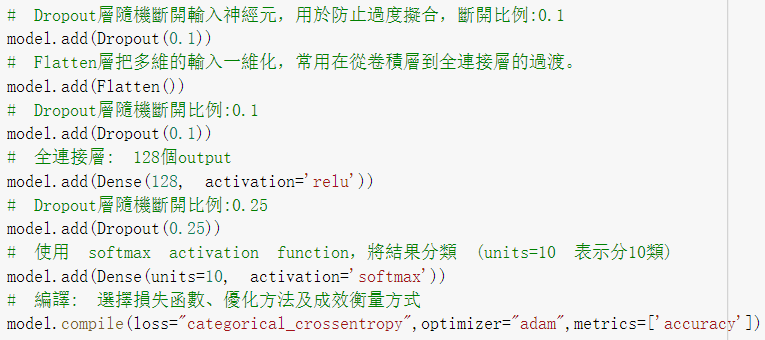 # Dropout層隨機斷開輸入神經元，用於防止過度擬合，斷開比例:0.1
model.add(Dropout(0.1))
# Flatten層把多維的輸入一維化，常用在從卷積層到全連接層的過渡。
model.add(Flatten())
# Dropout層隨機斷開比例:0.1
model.add(Dropout(0.1))
# 全連接層: 128個output
model.add(Dense(128, activation='relu'))
# Dropout層隨機斷開比例:0.25
model.add(Dropout(0.25))
# 使用 softmax activation function，將結果分類 (units=10 表示分10類)
model.add(Dense(units=10, activation='softmax'))
# 編譯: 選擇損失函數、優化方法及成效衡量方式
model.compile(loss="categorical_crossentropy",optimizer="adam",metrics=['accuracy'])